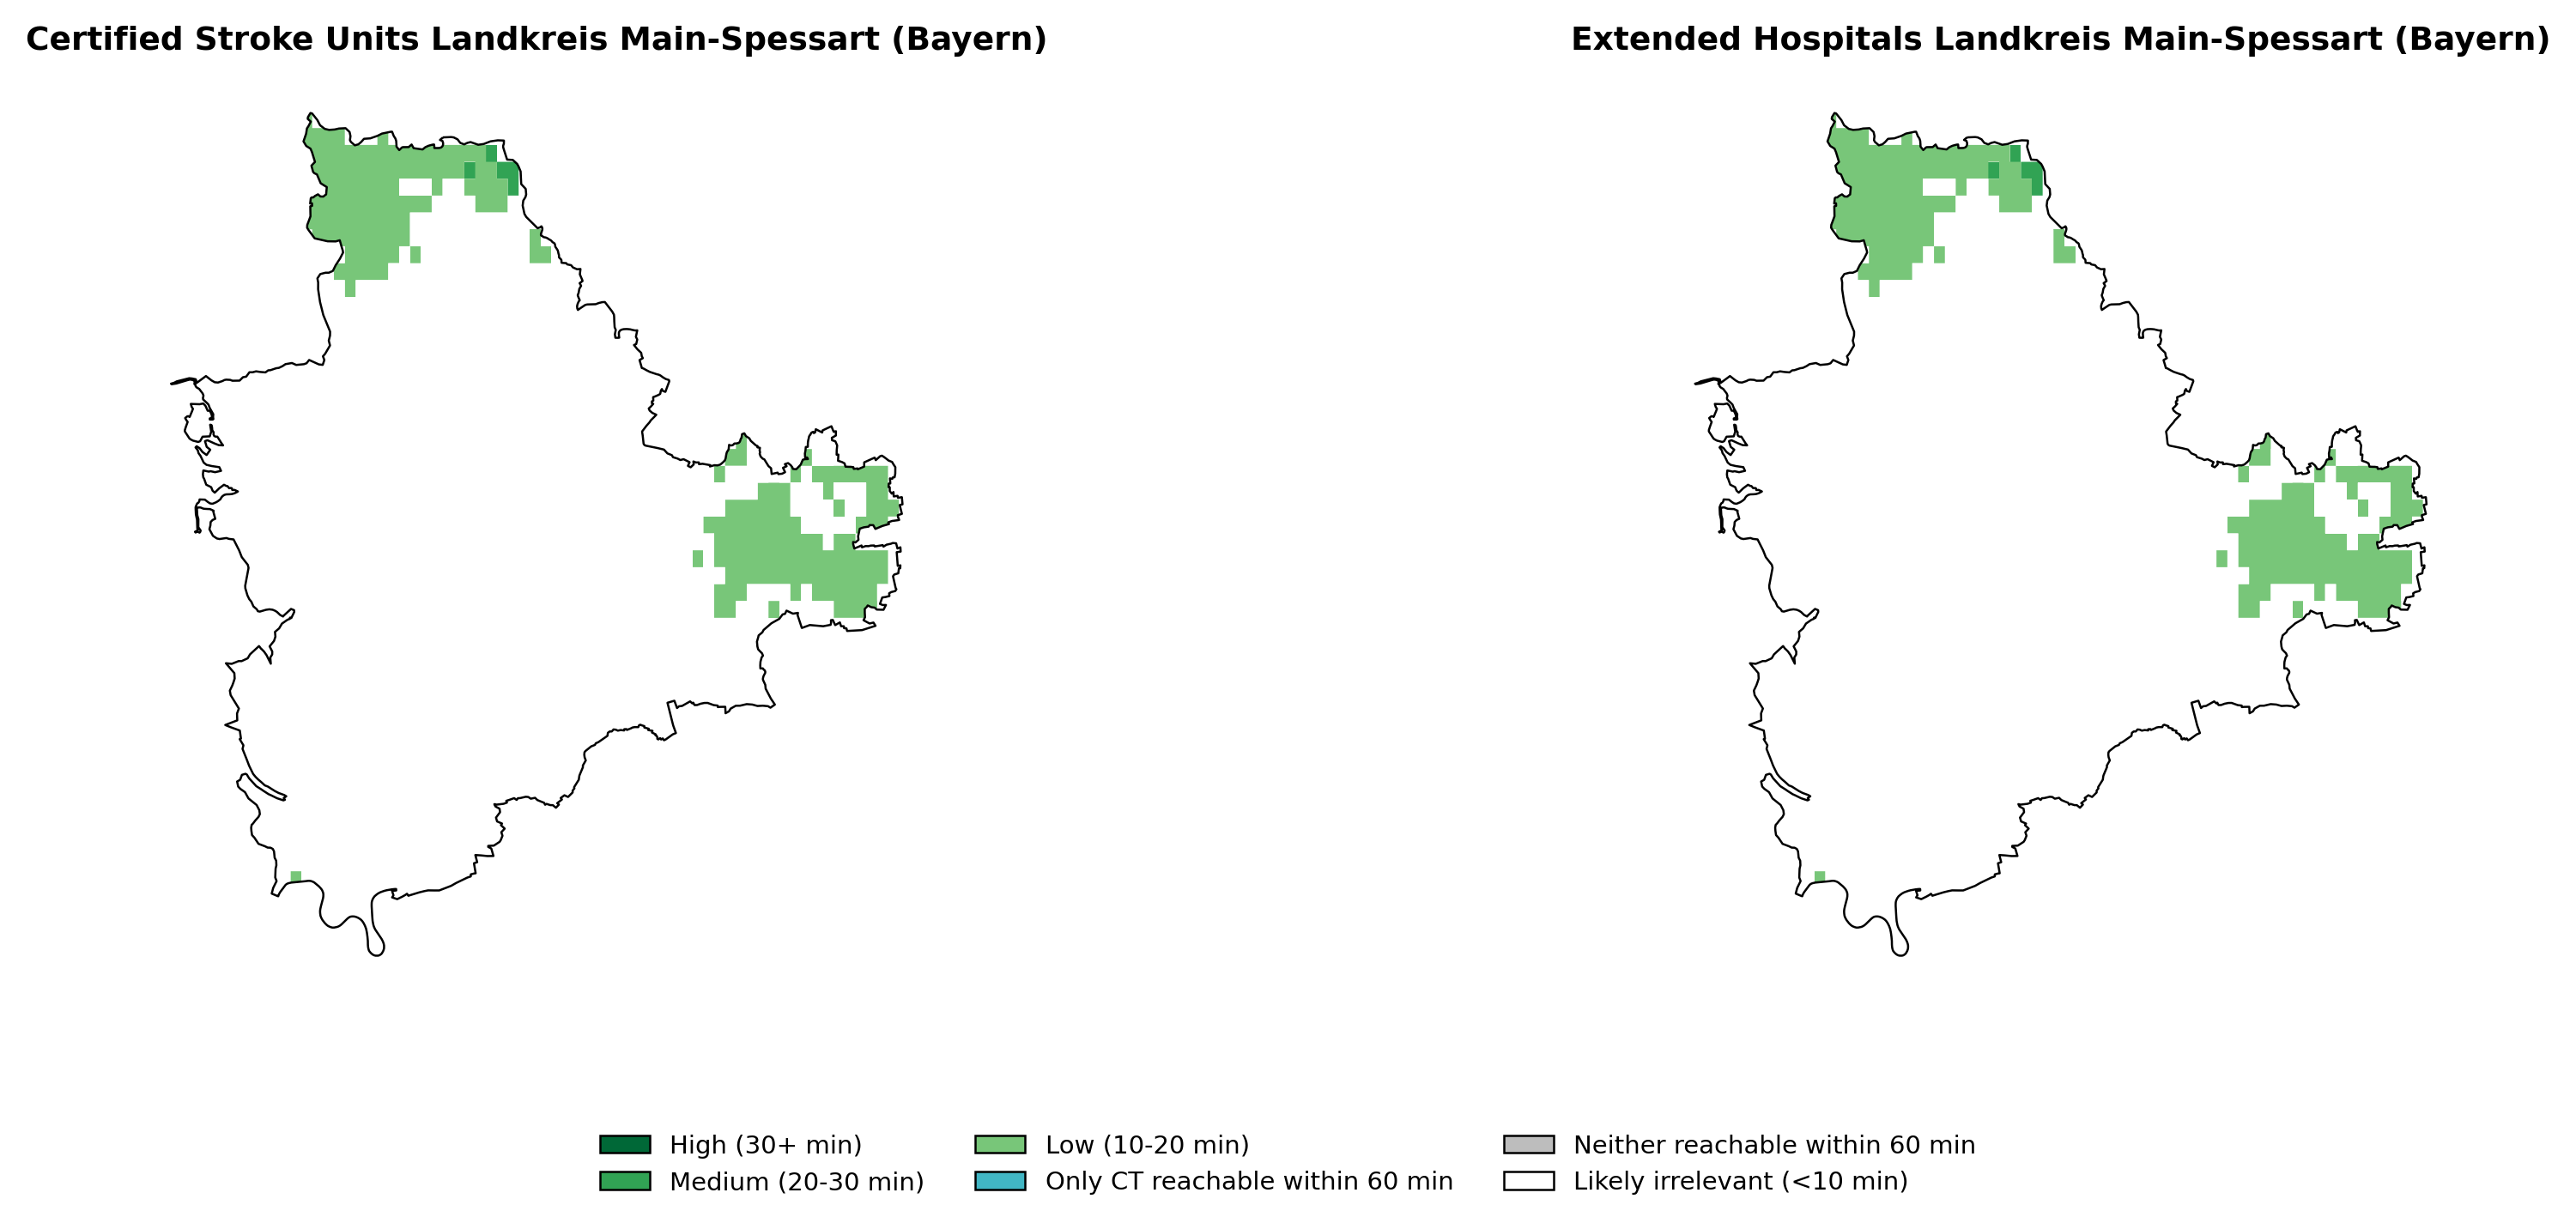 Certified Stroke Units Landkreis Main-Spessart (Bayern)
Extended Hospitals Landkreis Main-Spessart (Bayern)
High (30+ min)
Medium (20-30 min)
Low (10-20 min)
Only CT reachable within 60 min
Neither reachable within 60 min
Likely irrelevant (<10 min)